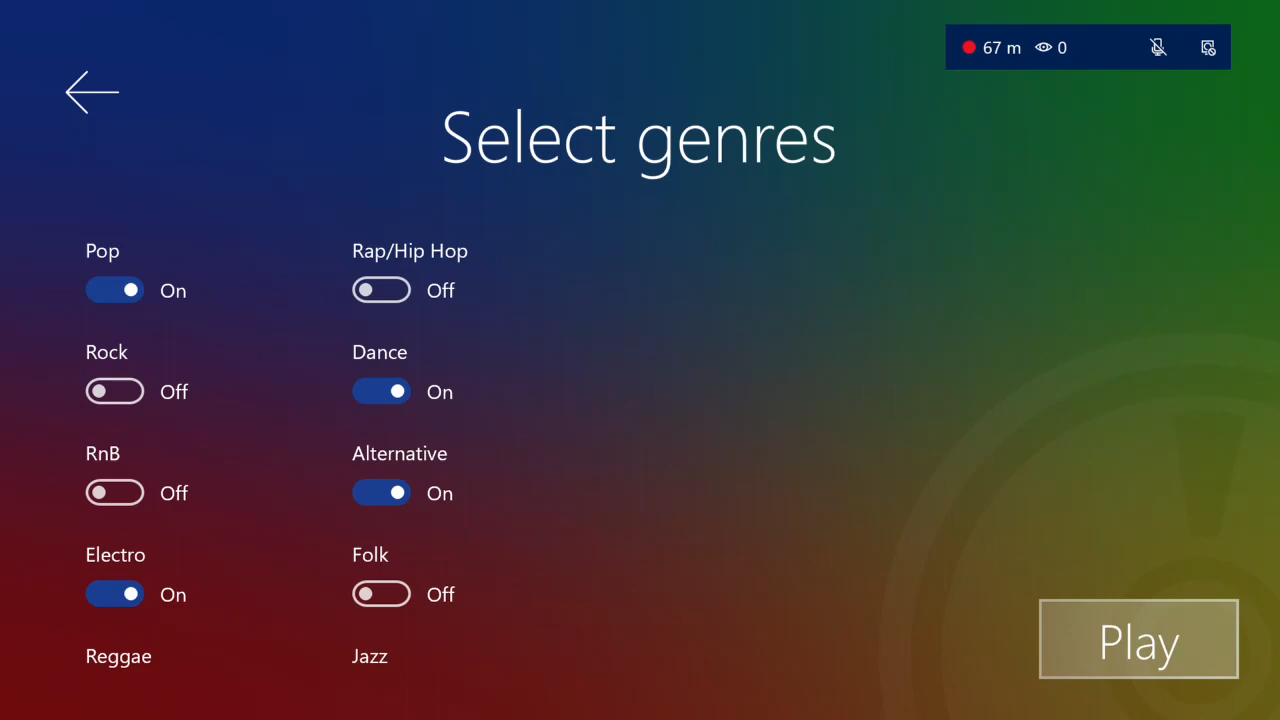 67 m 0
Select genres
Pop Rap/Hip Hop
On Off
Rock Dance
Off On
RnB Alternative
Off On
Electro Folk
On Off
Reggae Jazz
Play